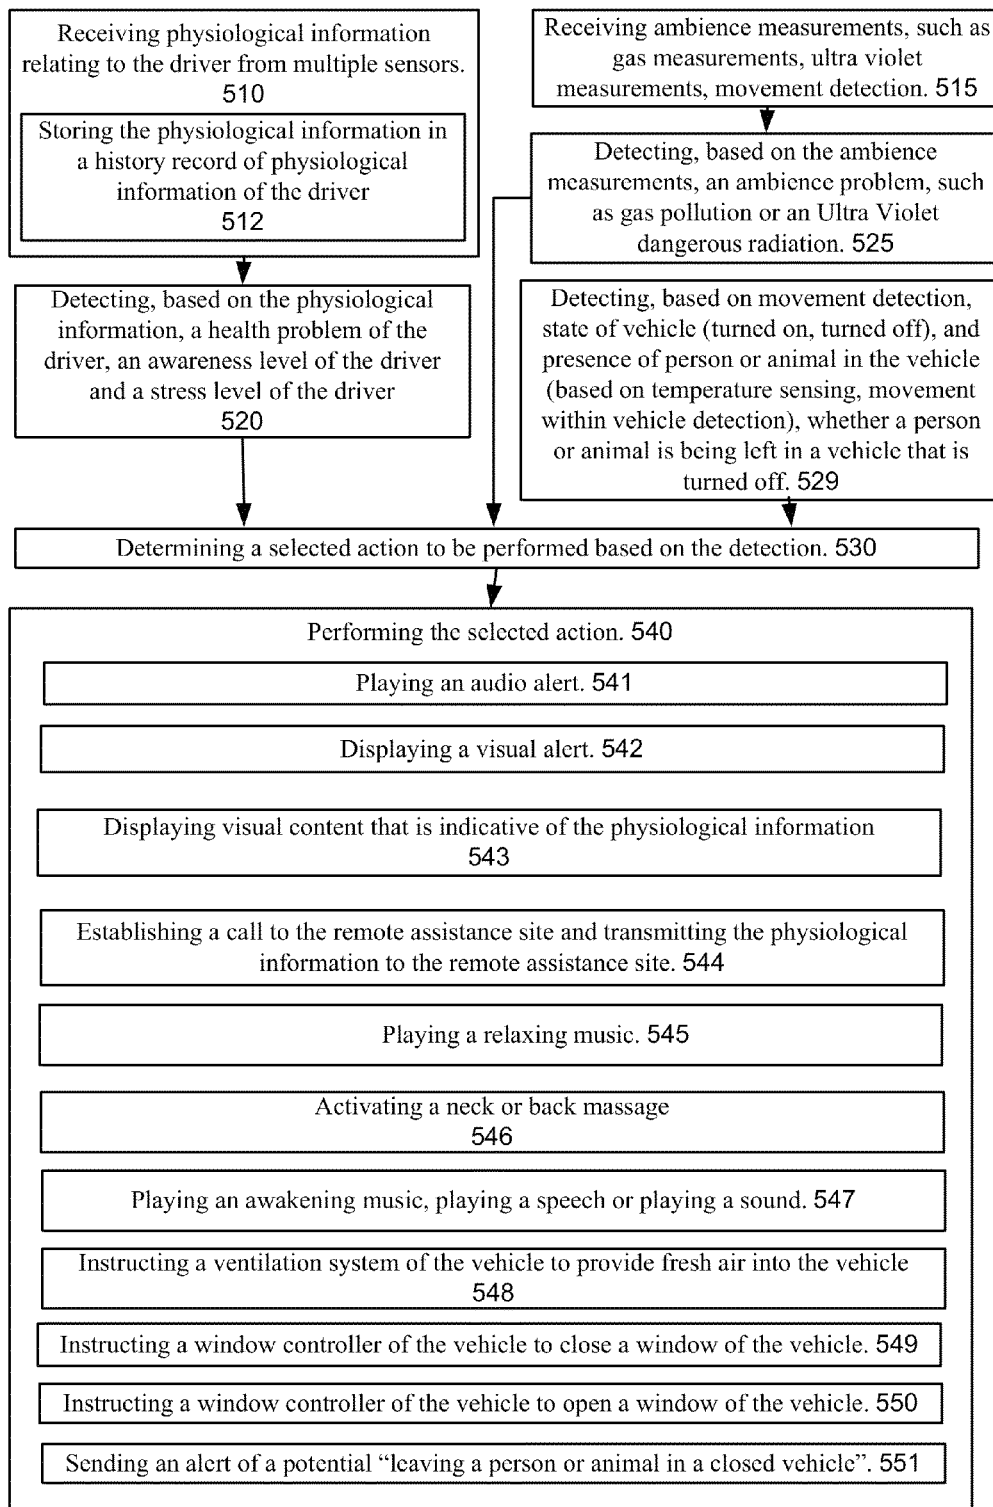 Receiving physiological information
relating to the driver from multiple sensors.
510
Storing the physiological information in
a history record of physiological
information of the driver
512
Receiving ambience measurements, such as
gas measurements, ultra violet
measurements, movement detection. 515
Detecting, based on the ambience
measurements, an ambience problem, such
as gas pollution or an Ultra Violet
dangerous radiation. 525
Detecting, based on the physiological
information, a health problem of the
driver, an awareness level of the driver
and a stress level of the driver
520
Detecting, based on movement detection,
state of vehicle (turned on, turned off), and
presence of person or animal in the vehicle
(based on temperature sensing, movement
within vehicle detection), whether a person
or animal is being left in a vehicle that is
turned off. 529
Determining a selected action to be performed based on the detection. 530
Performing the selected action. 540
Playing an audio alert. 541
Displaying a visual alert. 542
Displaying visual content that is indicative of the physiological information
543
Establishing a call to the remote assistance site and transmitting the physiological
information to the remote assistance site. 544
Playing a relaxing music. 545
Activating a neck or back massage
546
Playing an awakening music, playing a speech or playing a sound. 547
Instructing a ventilation system of the vehicle to provide fresh air into the vehicle
548
Instructing a window controller of the vehicle to close a window of the vehicle. 549
Instructing a window controller of the vehicle to open a window of the vehicle. 550
Sending an alert of a potential “leaving a person or animal in a closed vehicle”. 551